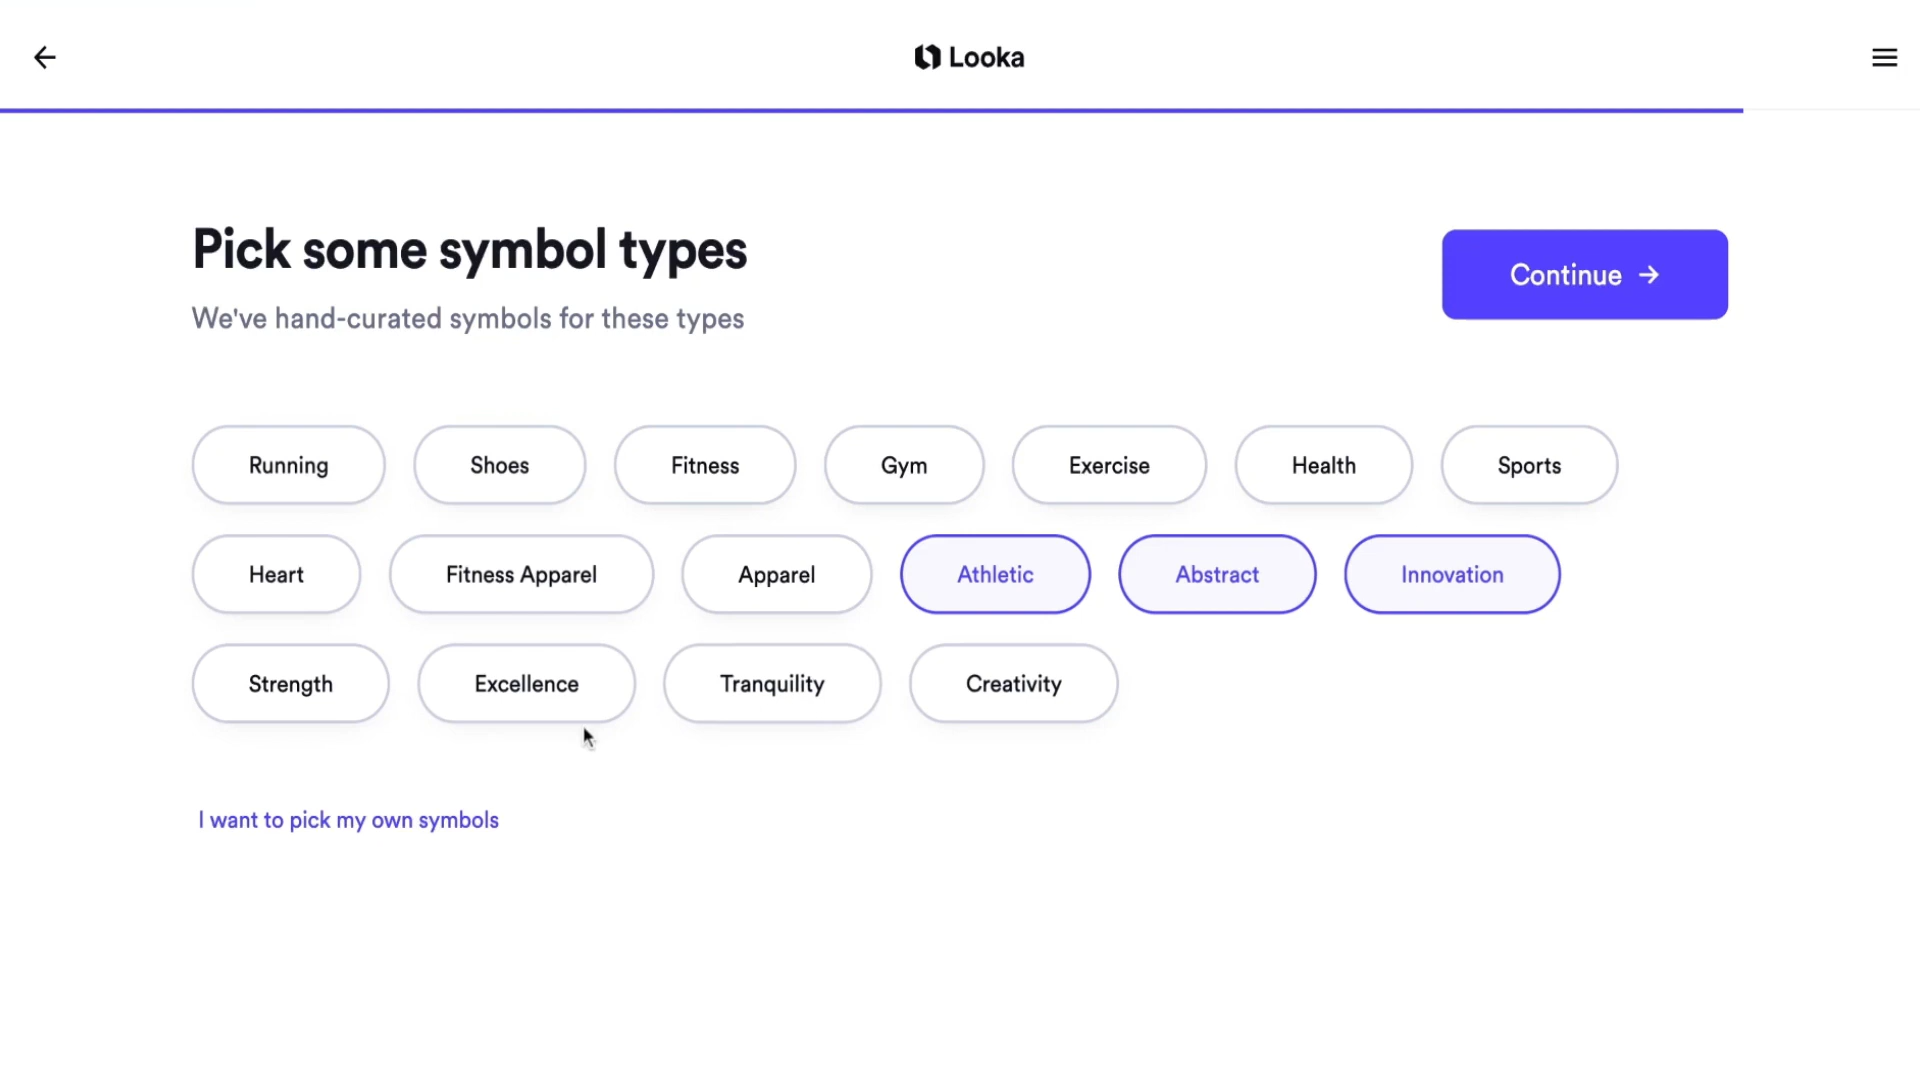 Looka
Pick some symbol types
Continue →
We've hand-curated symbols for these types
Running Shoes Fitness Gym Exercise Health Sports
Heart Fitness Apparel Apparel Athletic Abstract Innovation
Strength Excellence Tranquility Creativity
I want to pick my own symbols